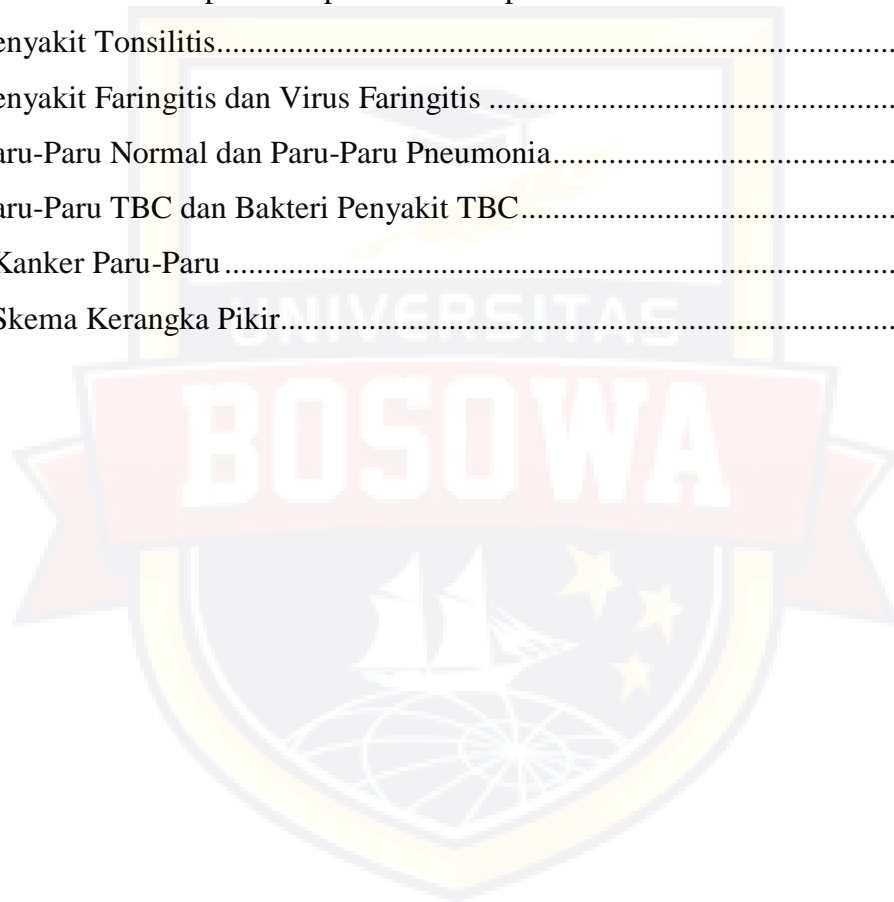 enyakit Tonsilitis
enyakit Faringitis dan Virus Faringitis
aru-Paru Normal dan Paru-Paru Pneumonia
aru-Paru TBC dan Bakteri Penyakit TBC
Kanker Paru-Paru
Skema Kerangka Pikir
UNIVERSITAS
BOSOWA